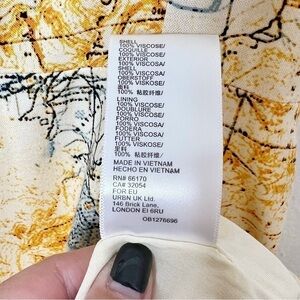 SHELL
100% VISCOSE/
COQUILLE
100% VISCOSE/
EXTERIOR
100% VISCOSA/
SHELL
100% VISCOSA/
OBERSTOFF
100% VISKOSE/
面料
100% 粘胶纤维/
LINING
100% VISCOSE/
DOUBLURE
100% VISCOSE/
FORRO
100% VISCOSA/
FODERA
100% VISCOSA/
FUTTER
100% VISKOSE/
里料
100% 粘胶纤维/
MADE IN VIETNAM
HECHO EN VIETNAM
RN# 66170
CA# 32054
FOR EU
URBN UK Ltd.
146 Brick Lane,
LONDON EI 6RU
OB1276696